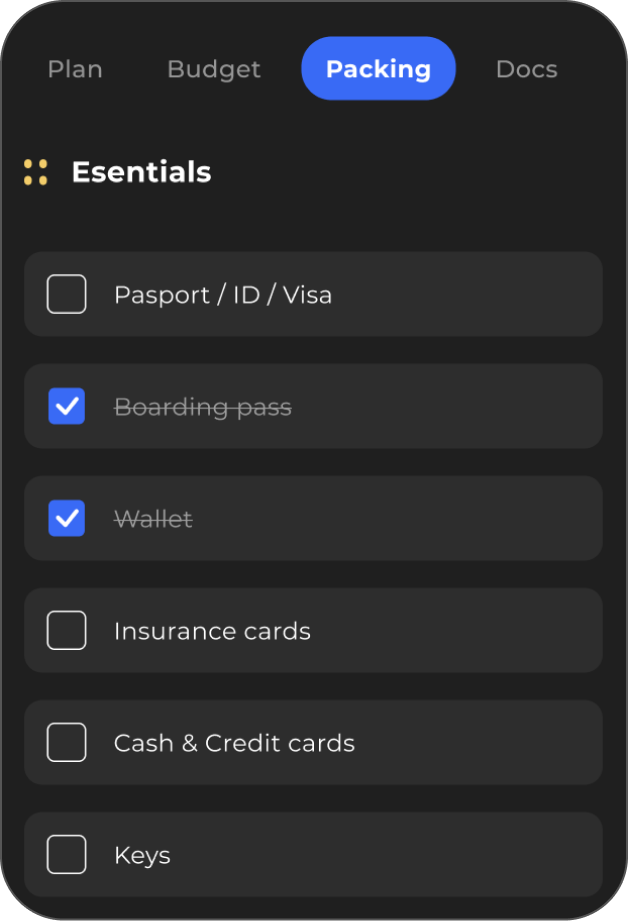 Plan Budget Packing Docs
Esentials
Pasport / ID / Visa
Boarding pass
Wallet
Insurance cards
Cash & Credit cards
Keys